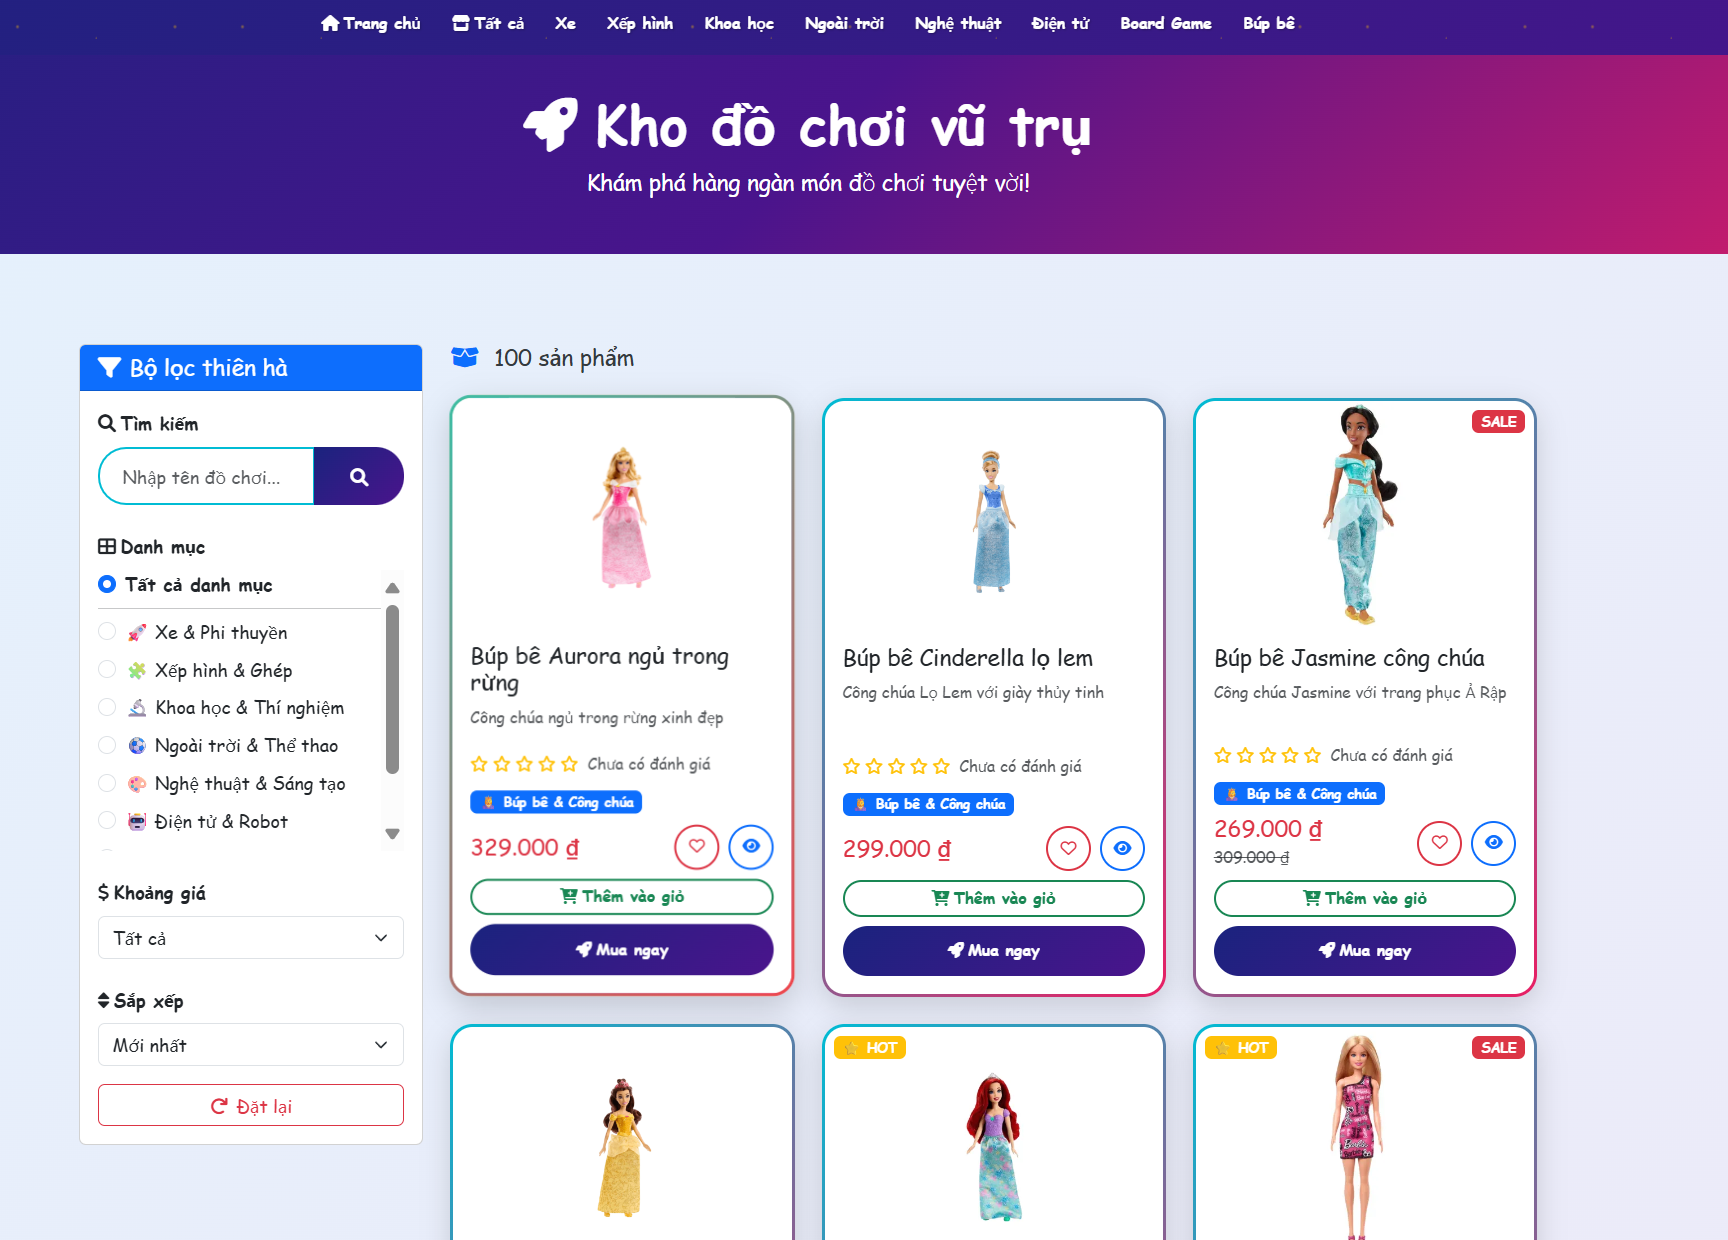 Trang chủ Tất cả Xe Xếp hình Khoa học Ngoài trời Nghệ thuật Điện tử Board Game Búp bê
Kho đồ chơi vũ trụ
Khám phá hàng ngàn món đồ chơi tuyệt vời!
Bộ lọc thiên hà
Tìm kiếm
Nhập tên đồ chơi...
Danh mục
Tất cả danh mục
Xe & Phi thuyền
Xếp hình & Ghép
Khoa học & Thí nghiệm
Ngoài trời & Thể thao
Nghệ thuật & Sáng tạo
Điện tử & Robot
Khoảng giá
Tất cả
Sắp xếp
Mới nhất
Đặt lại
100 sản phẩm
Búp bê Aurora ngủ trong
rừng
Công chúa ngủ trong rừng xinh đẹp
Chưa có đánh giá
Búp bê & Công chúa
329.000 ₫
Thêm vào giỏ
Mua ngay
Búp bê Cinderella lọ lem
Công chúa Lọ Lem với giày thủy tinh
Chưa có đánh giá
Búp bê & Công chúa
299.000 ₫
Thêm vào giỏ
Mua ngay
SALE
Búp bê Jasmine công chúa
Công chúa Jasmine với trang phục Ả Rập
Chưa có đánh giá
Búp bê & Công chúa
269.000 ₫
309.000 ₫
Thêm vào giỏ
Mua ngay
HOT
HOT
SALE